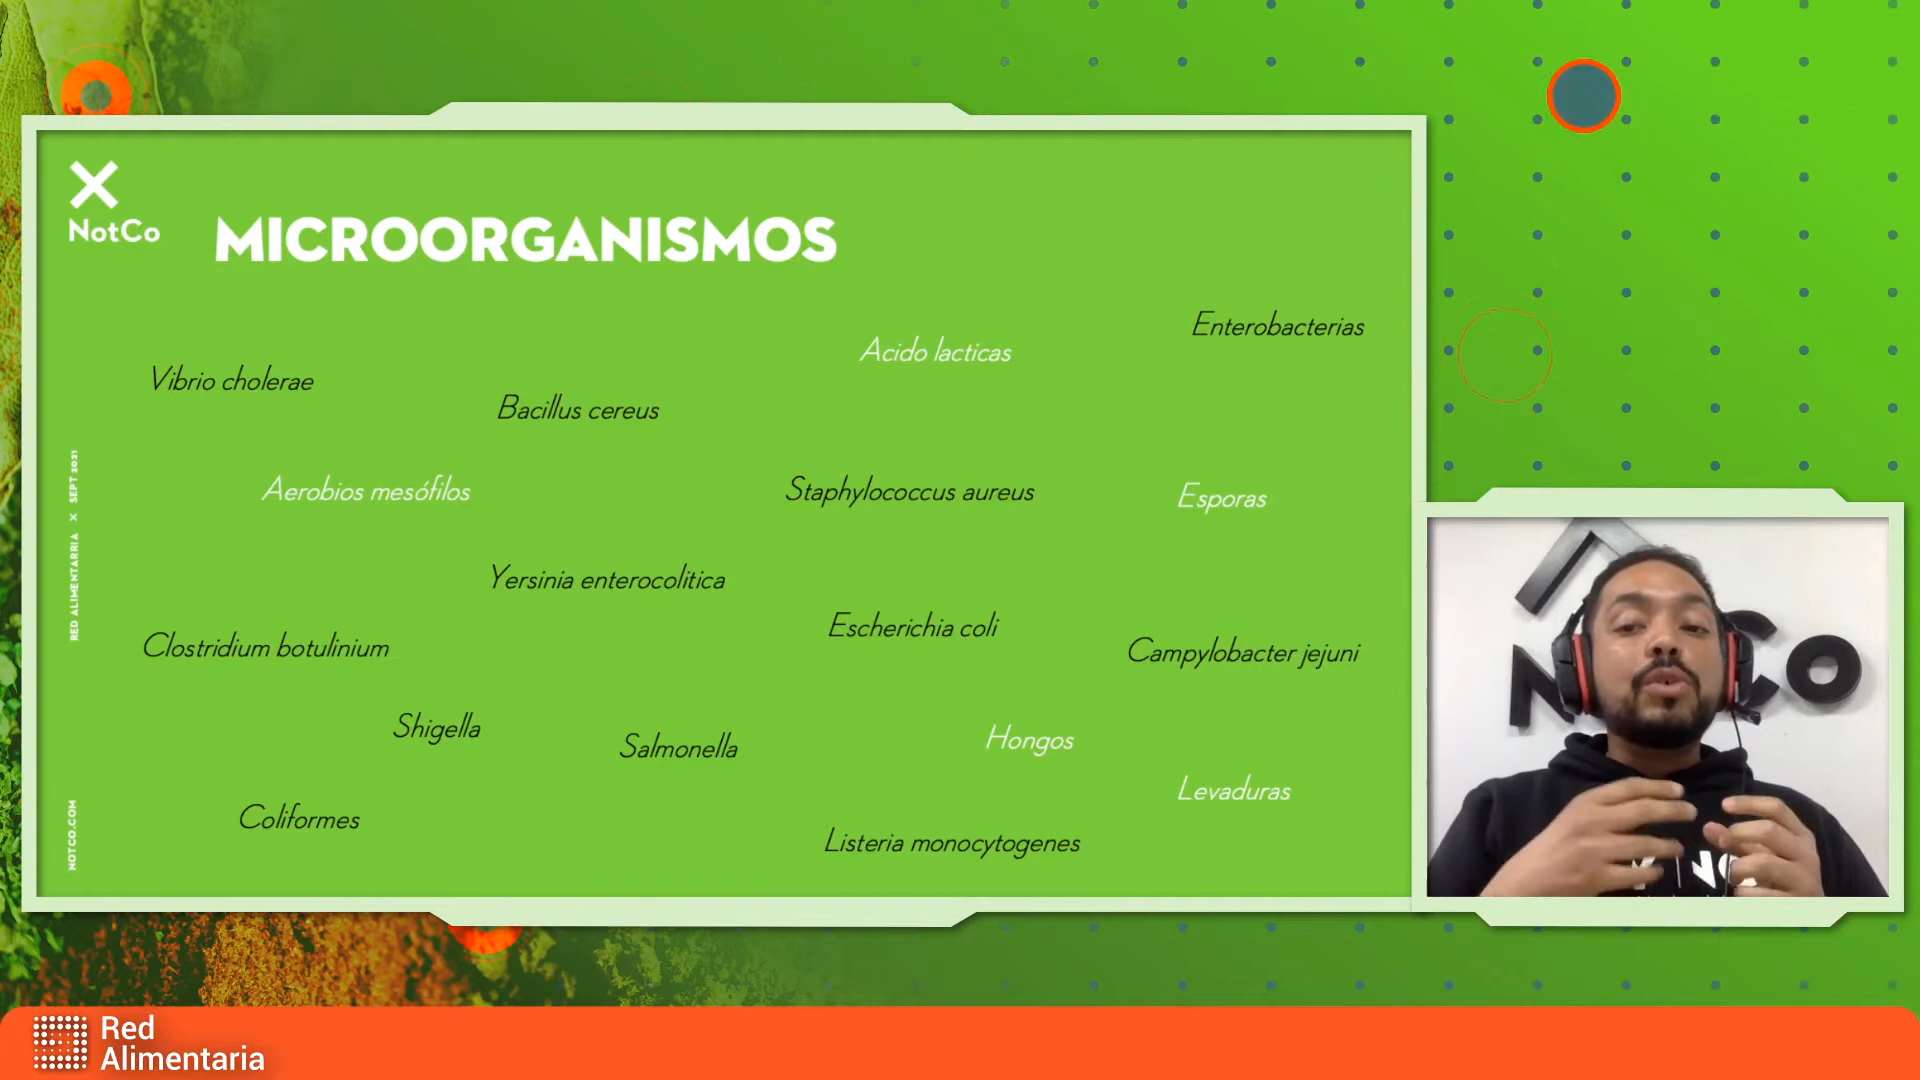 NotCo
MICROORGANISMOS
Enterobacterias
Acido lacticas
Vibrio cholerae
Bacillus cereus
Aerobios mesófilos
Staphylococcus aureus
Esporas
Yersinia enterocolitica
Escherichia coli
Clostridium botulinium
Campylobacter jejuni
Shigella
Salmonella
Hongos
Levaduras
Coliformes
Listeria monocytogenes
RED ALIMENTARRIA X SEPT 2021
NOTCO.COM
Red
Alimentaria